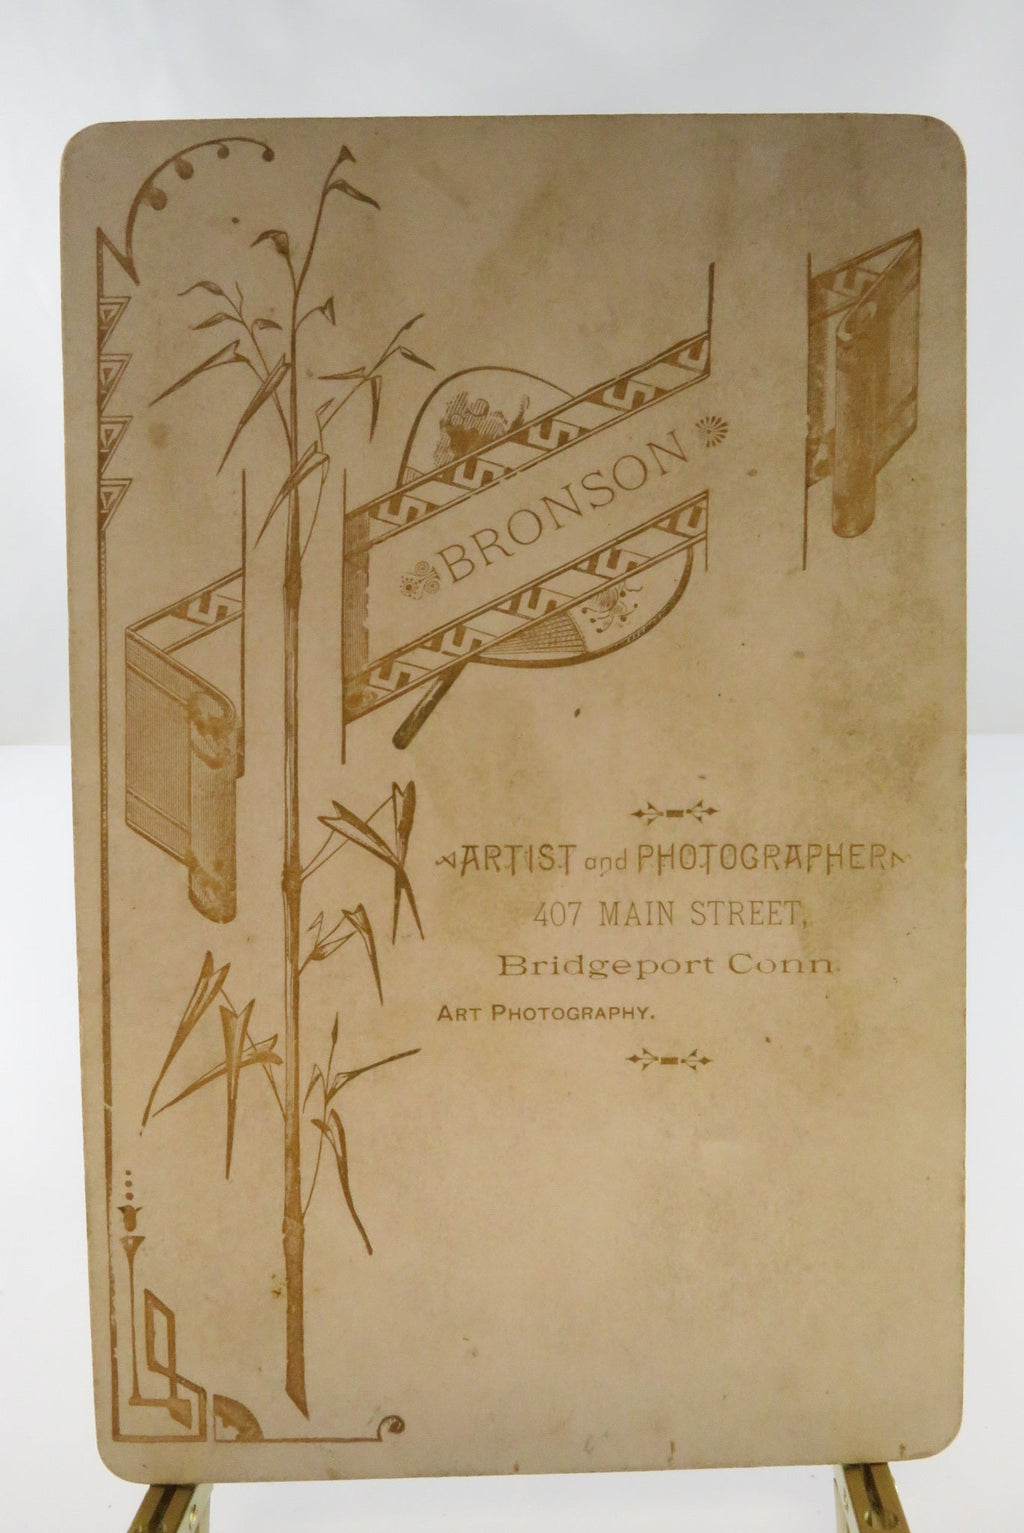 BRONSON
ARTIST and PHOTOGRAPHER
407 MAIN STREET,
Bridgeport Conn.
ART PHOTOGRAPHY.